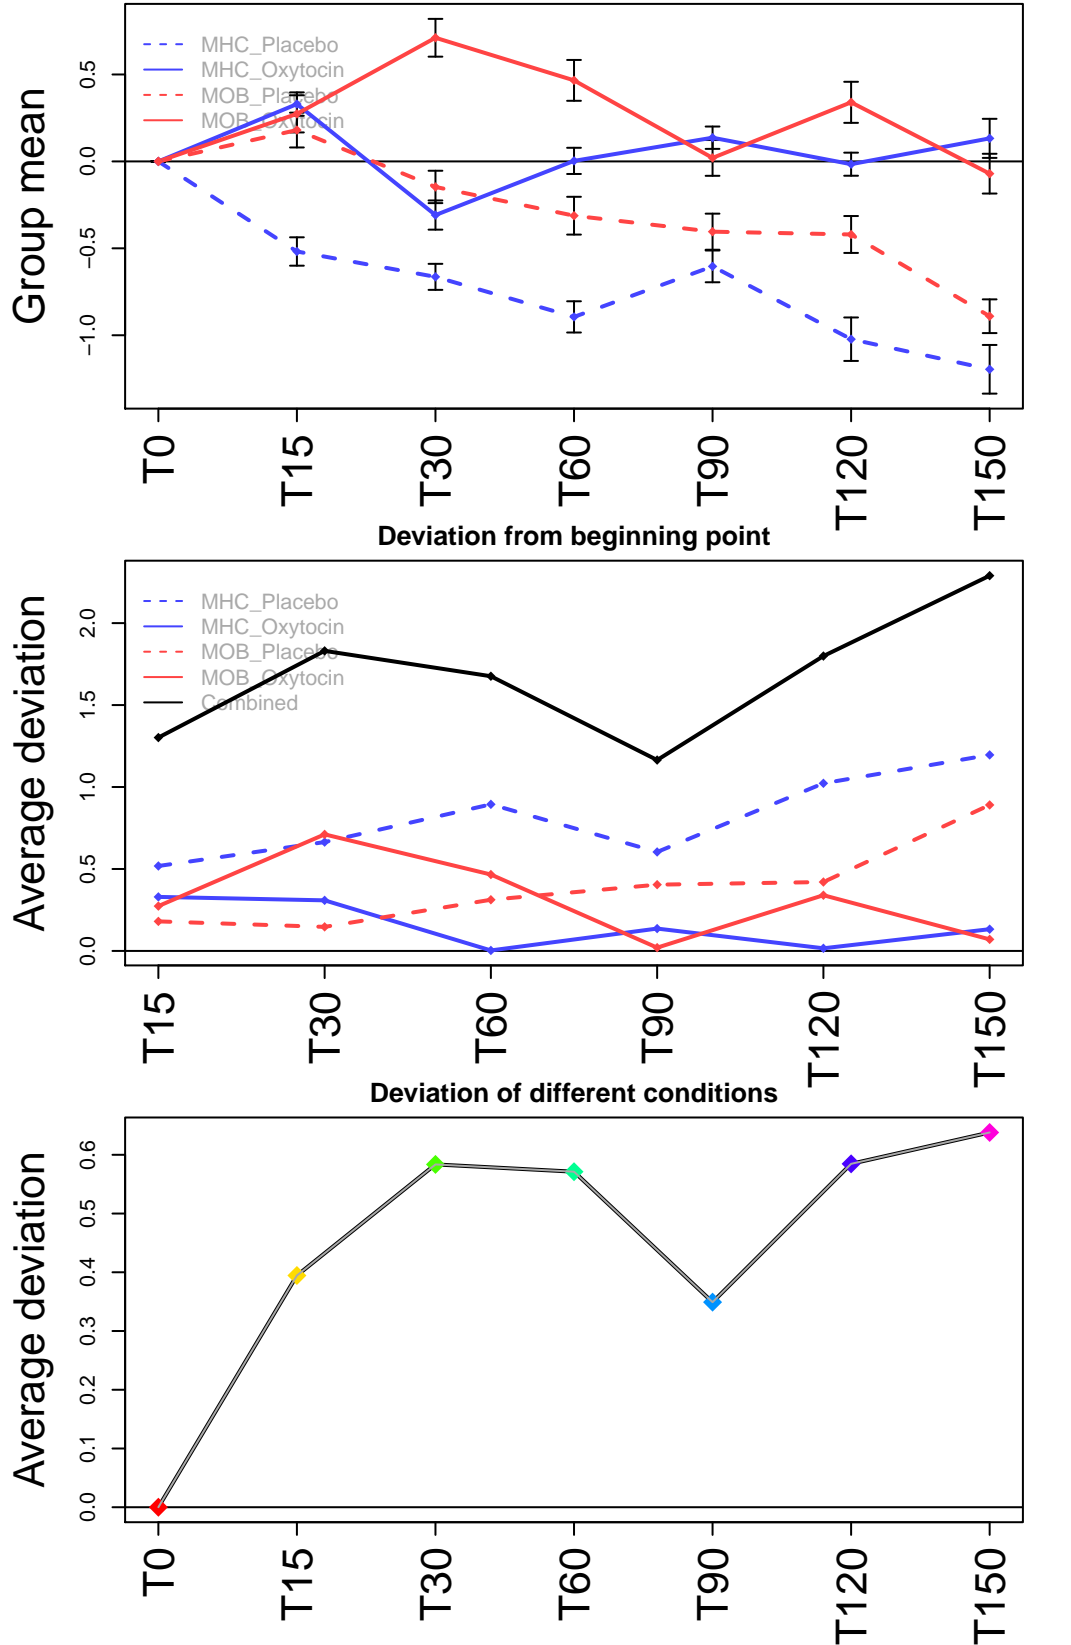 Group mean
0.5
0.0
−0.5
−1.0
MHC_Placebo
MHC_Oxytocin
MOB_Placebo
MOB_Oxytocin
T0
T15
T30
T60
T90
T120
T150
Deviation from beginning point
Average deviation
2.0
1.5
1.0
0.5
0.0
MHC_Placebo
MHC_Oxytocin
MOB_Placebo
MOB_Oxytocin
Combined
T15
T30
T60
T90
T120
T150
Deviation of different conditions
Average deviation
0.6
0.5
0.4
0.3
0.2
0.1
0.0
T0
T15
T30
T60
T90
T120
T150